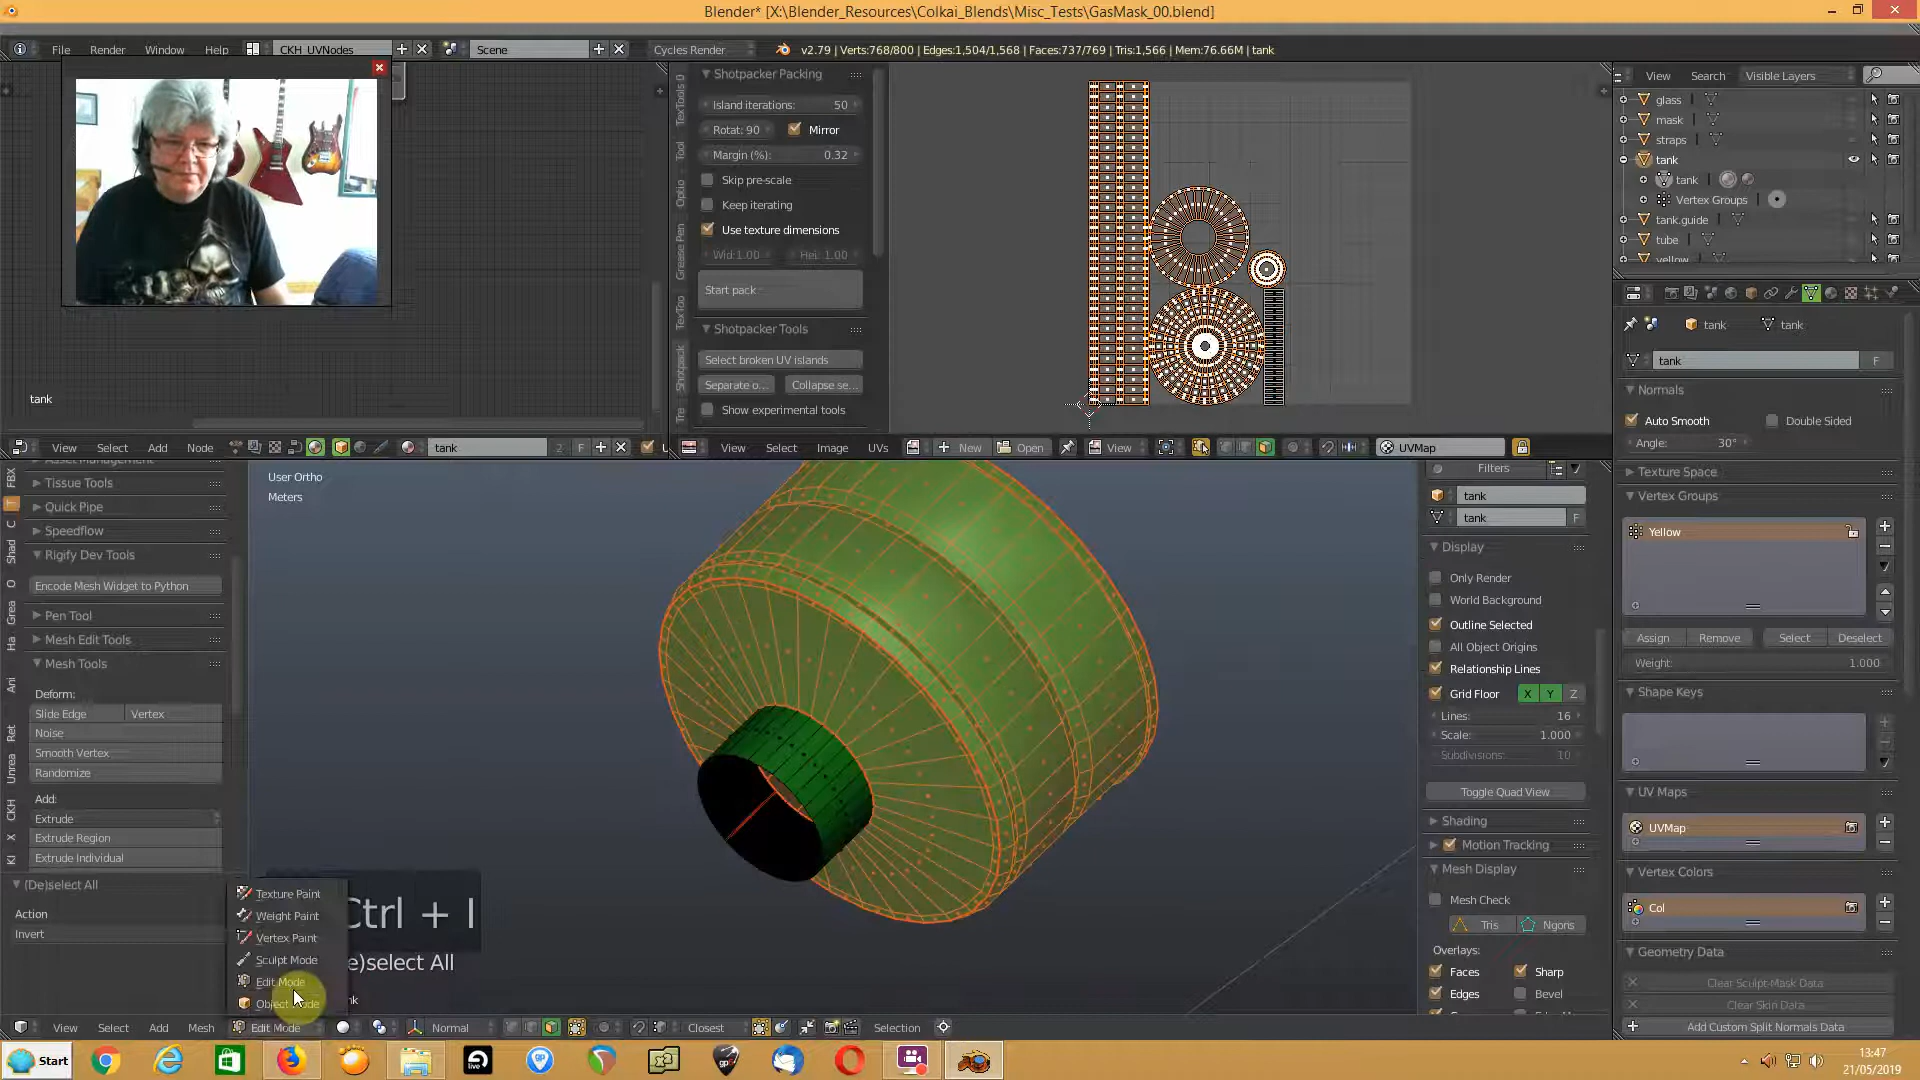 Blender* [X:\Blender_Resources\Colkai_Blends\Misc_Tests\GasMask_00.blend]
File Render Window Help CKH_UVNodes Scene Cycles Render v2.79 | Verts:768/800 | Edges:1,504/1,568 | Faces:737/769 | Tris:1,566 | Mem:76.66M | tank
Shotpacker Packing
Island iterations: 50
Rotat: 90 Mirror
Margin (%): 0.32
Skip pre-scale
Keep iterating
Use texture dimensions
Wid:1.00 Hei: 1.00
Start pack
Shotpacker Tools
Select broken UV islands
Separate o... Collapse se...
Show experimental tools
View Search Visible Layers
glass
mask
straps
tank
tank
Vertex Groups
tank.guide
tube
yellow
tank
View Select Add Node tank 2 F
View Select Image UVs New Open View UVMap
tank tank
tank F
Normals
Auto Smooth Double Sided
Angle: 30°
Texture Space
Vertex Groups
Yellow
Assign Remove Select Deselect
Weight: 1.000
Shape Keys
UV Maps
UVMap
Vertex Colors
Col
Geometry Data
Clear Sculpt-Mask Data
Clear Skin Data
Add Custom Split Normals Data
Tissue Tools
Quick Pipe
Speedflow
Rigify Dev Tools
Encode Mesh Widget to Python
Pen Tool
Mesh Edit Tools
Mesh Tools
Deform:
Slide Edge Vertex
Noise
Smooth Vertex
Randomize
Add:
Extrude
Extrude Region
Extrude Individual
(De)select All
Action
Invert
User Ortho
Meters
Texture Paint
Weight Paint
Vertex Paint
Sculpt Mode
Edit Mode
Object Mode
Ctrl + I
e)select All
View Select Add Mesh Edit Mode Normal Closest Selection
Filters
tank
tank F
Display
Only Render
World Background
Outline Selected
All Object Origins
Relationship Lines
Grid Floor X Y Z
Lines: 16
Scale: 1.000
Subdivisions: 10
Toggle Quad View
Shading
Motion Tracking
Mesh Display
Mesh Check
Tris Ngons
Overlays:
Faces Sharp
Edges Bevel
Start
13:47
21/05/2019